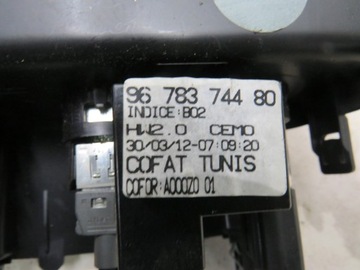 96 783 744 80
INDICE:B02
HW2.0 CEMO
30/03/12-07:09:20
COFAT TUNIS
COFOR:A000Z0 01